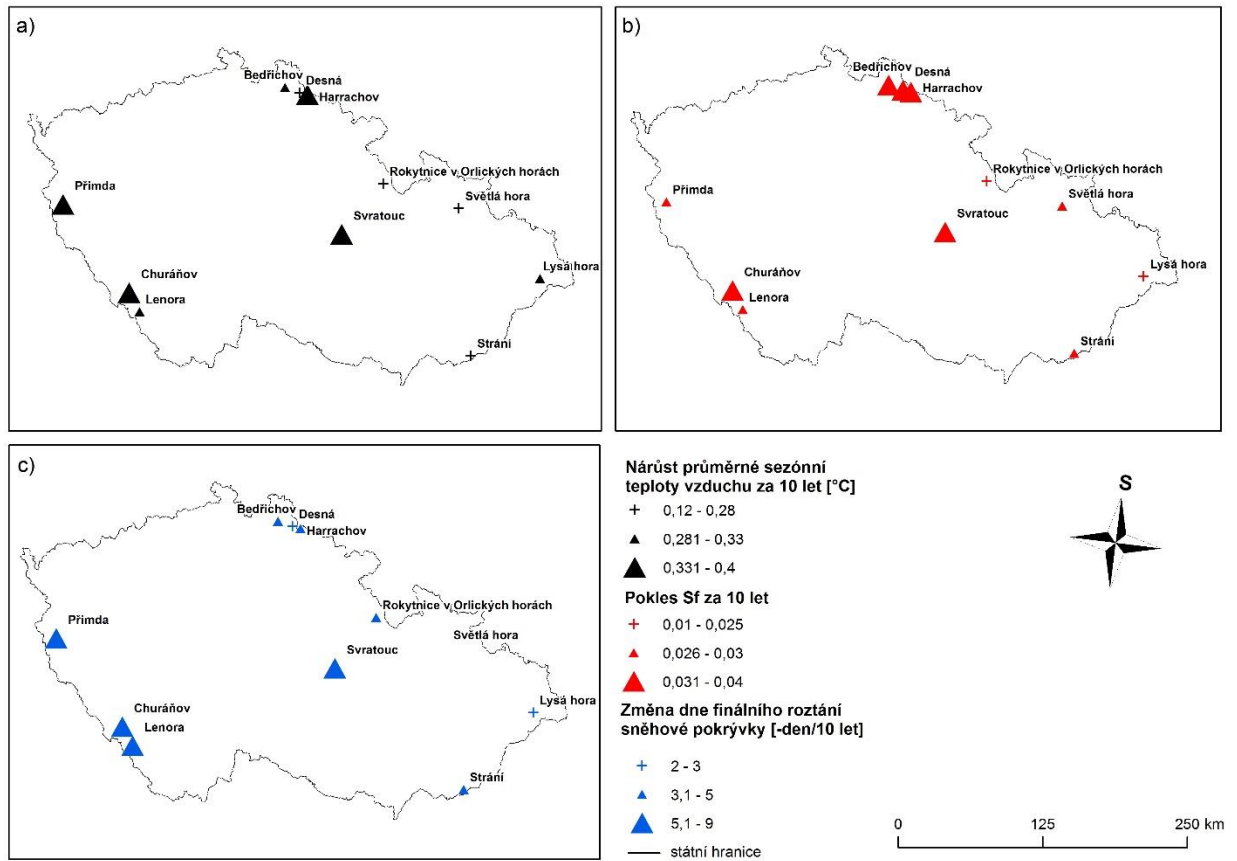 a)
Bedřichov
Desná
Harrachov
Rokytnice v Orlických horách
Přimda
Světlá hora
Svratouc
Churáňov
Lysá hora
Lenora
Strání
b)
Bedřichov
Desná
Harrachov
Rokytnice v Orlických horách
Přimda
Světlá hora
Svratouc
Lysá hora
Churáňov
Lenora
Strání
c)
Bedřichov
Desná
Harrachov
Rokytnice v Orlických horách
Přimda
Světlá hora
Svratouc
Lysá hora
Churáňov
Lenora
Strání
Nárůst průměrné sezónní
teploty vzduchu za 10 let [°C]
0,12 - 0,28
0,281 - 0,33
0,331 - 0,4
Pokles Sf za 10 let
0,01 - 0,025
0,026 - 0,03
0,031 - 0,04
Změna dne finálního roztání
sněhové pokrývky [-den/10 let]
2 - 3
3,1 - 5
5,1 - 9
státní hranice
S
0 125 250 km